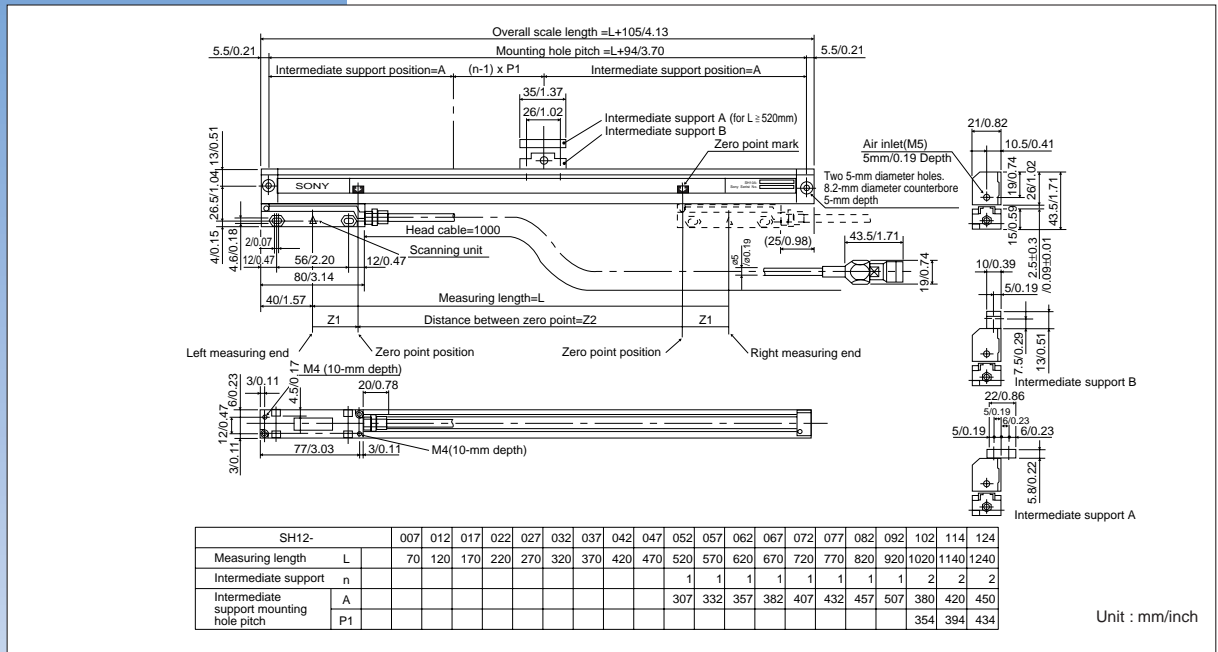 Overall scale length =L+105/4.13
5.5/0.21
Mounting hole pitch =L+94/3.70
5.5/0.21
Intermediate support position=A
(n-1) x P1
Intermediate support position=A
35/1.37
26/1.02
Intermediate support A (for L ≧ 520mm)
Intermediate support B
Zero point mark
Air inlet(M5)
5mm/0.19 Depth
Two 5-mm diameter holes.
8.2-mm diameter counterbore
5-mm depth
21/0.82
10.5/0.41
19/0.74
26/1.02
43.5/1.71
15/0.59
2.5±0.3
/0.09±0.01
13/0.51
26.5/1.04
4/0.15
4.6/0.18
SONY
2/0.07
12/0.47
56/2.20
12/0.47
80/3.14
Head cable=1000
Scanning unit
(25/0.98)
ø5
/ø0.19
43.5/1.71
19/0.74
40/1.57
Measuring length=L
Z1
Distance between zero point=Z2
Z1
Left measuring end
Zero point position
Zero point position
Right measuring end
10/0.39
5/0.19
7.5/0.29
13/0.51
Intermediate support B
M4 (10-mm depth)
3/0.11
6/0.23
4.5/0.17
20/0.78
12/0.47
3/0.11
77/3.03
3/0.11
M4(10-mm depth)
22/0.86
5/0.19
6/0.23
5/0.19
6/0.23
5.8/0.22
Intermediate support A
SH12- 007 012 017 022 027 032 037 042 047 052 057 062 067 072 077 082 092 102 114 124
Measuring length L 70 120 170 220 270 320 370 420 470 520 570 620 670 720 770 820 920 1020 1140 1240
Intermediate support n 1 1 1 1 1 1 1 1 2 2 2
Intermediate
support mounting
hole pitch
A 307 332 357 382 407 432 457 507 380 420 450
P1 354 394 434
Unit : mm/inch